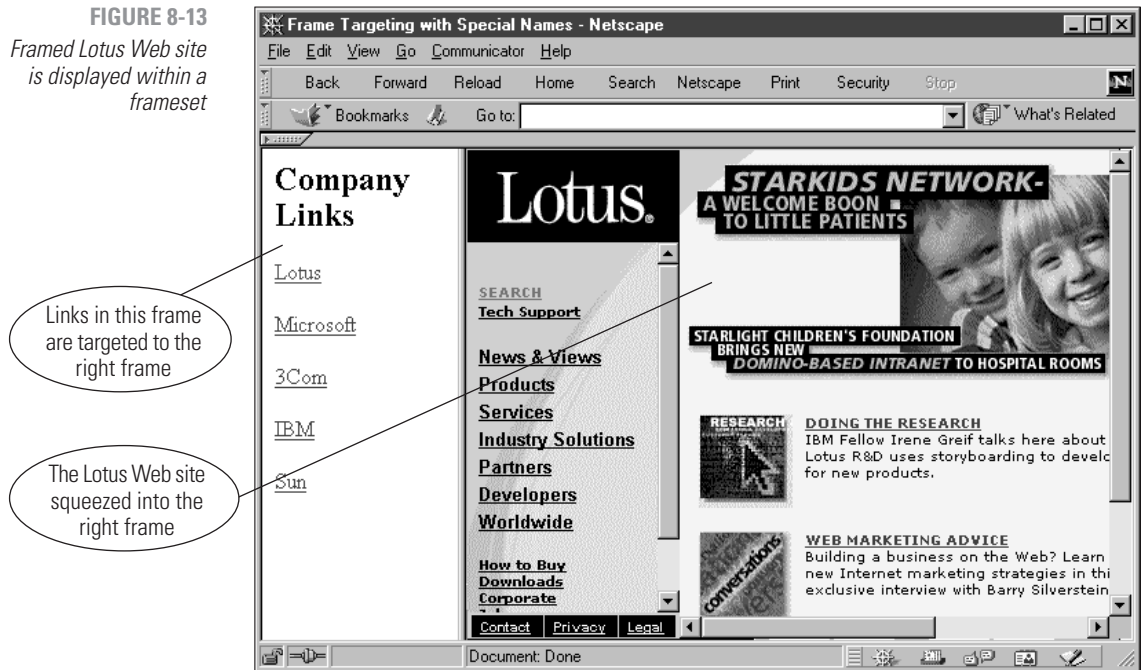 FIGURE 8-13
Framed Lotus Web site
is displayed within a
frameset
Frame Targeting with Special Names - Netscape
File Edit View Go Communicator Help
Back Forward Reload Home Search Netscape Print Security Stop
N
Bookmarks Go to: What's Related
Company
Links
Lotus
Microsoft
3Com
IBM
Sun
Links in this frame
are targeted to the
right frame
The Lotus Web site
squeezed into the
right frame
Lotus®
SEARCH
Tech Support
News & Views
Products
Services
Industry Solutions
Partners
Developers
Worldwide
How to Buy
Downloads
Corporate
Contact Privacy Legal
STARKIDS NETWORK-
A WELCOME BOON
TO LITTLE PATIENTS
STARLIGHT CHILDREN'S FOUNDATION
BRINGS NEW
DOMINO-BASED INTRANET TO HOSPITAL ROOMS
RESEARCH
DOING THE RESEARCH
IBM Fellow Irene Greif talks here about
Lotus R&D uses storyboarding to develo
for new products.
conversations
WEB MARKETING ADVICE
Building a business on the Web? Learn
new Internet marketing strategies in thi
exclusive interview with Barry Silverstein
Document: Done